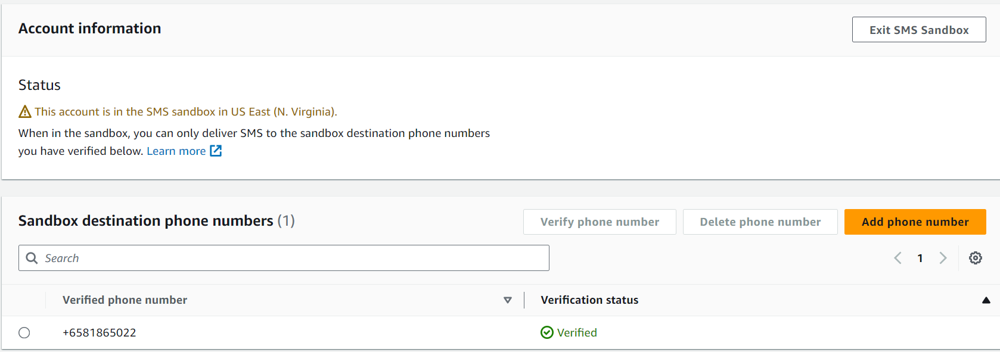 Account information
Exit SMS Sandbox
Status
This account is in the SMS sandbox in US East (N. Virginia).
When in the sandbox, you can only deliver SMS to the sandbox destination phone numbers
you have verified below. Learn more
Sandbox destination phone numbers (1)
Verify phone number
Delete phone number
Add phone number
Search
1
Verified phone number
Verification status
+6581865022
Verified